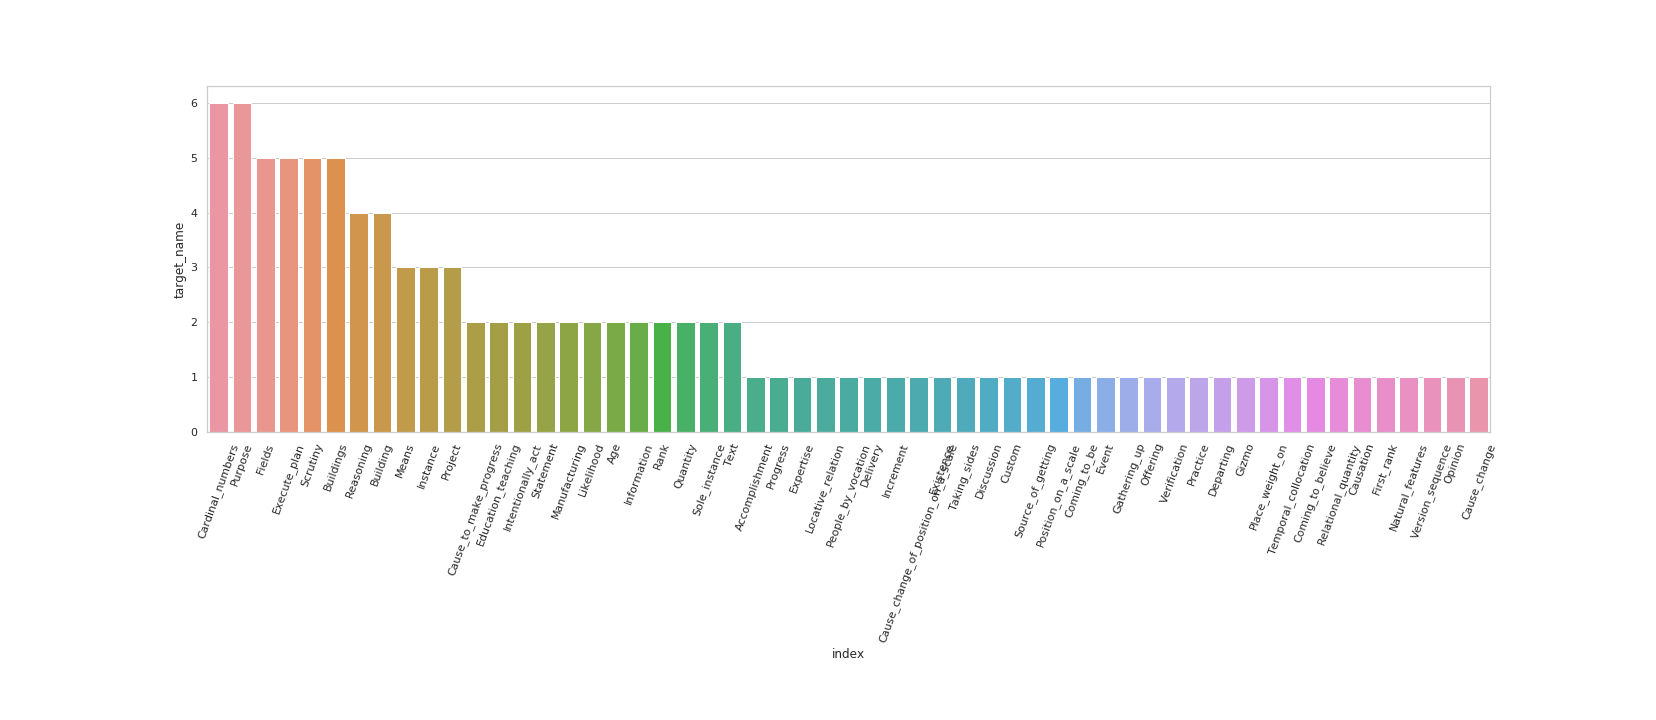 6
5
4
3
2
1
0
target_name
Cardinal_numbers
Purpose
Fields
Execute_plan
Scrutiny
Buildings
Reasoning
Building
Means
Instance
Project
Cause_to_make_progress
Education_teaching
Intentionally_act
Statement
Manufacturing
Likelihood
Age
Information
Rank
Quantity
Sole_instance
Text
Accomplishment
Progress
Expertise
Locative_relation
People_by_vocation
Delivery
Increment
Cause_change_of_position_on_a_scale
Existence
Taking_sides
Discussion
Custom
Source_of_getting
Position_on_a_scale
Coming_to_be
Event
Gathering_up
Offering
Verification
Practice
Departing
Gizmo
Place_weight_on
Temporal_collocation
Coming_to_believe
Relational_quantity
Causation
First_rank
Natural_features
Version_sequence
Opinion
Cause_change
index